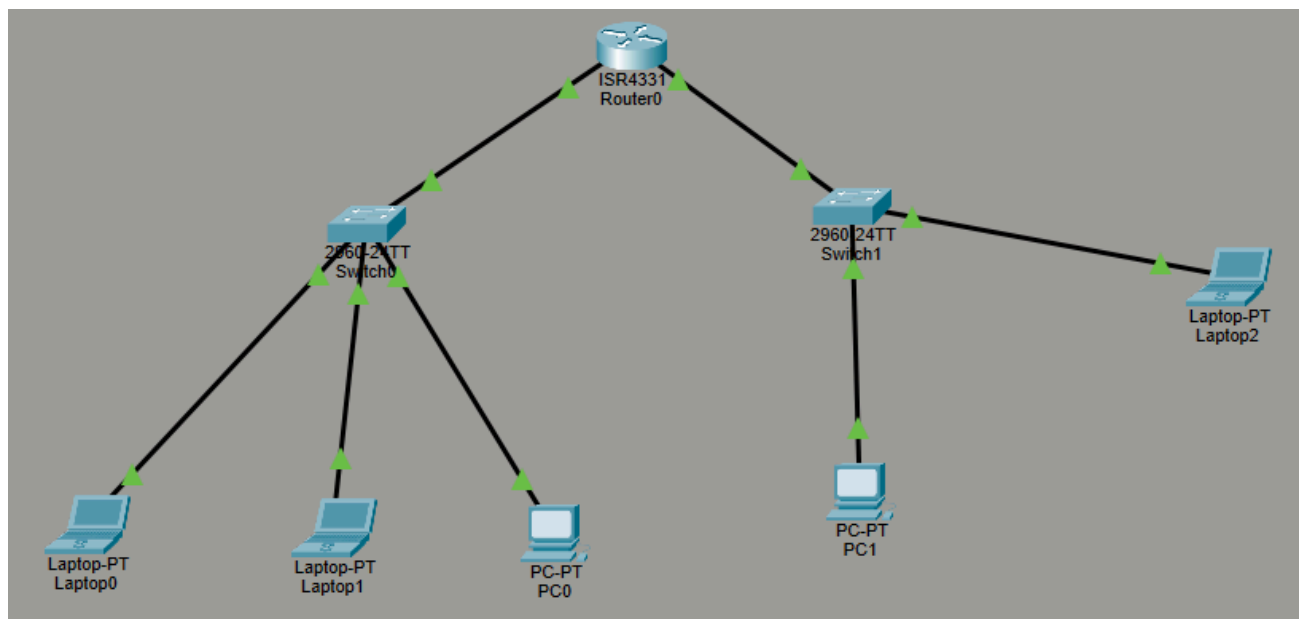 ISR4331
Router0
2960-24TT
Switch0
2960-24TT
Switch1
Laptop-PT
Laptop2
Laptop-PT
Laptop0
Laptop-PT
Laptop1
PC-PT
PC0
PC-PT
PC1